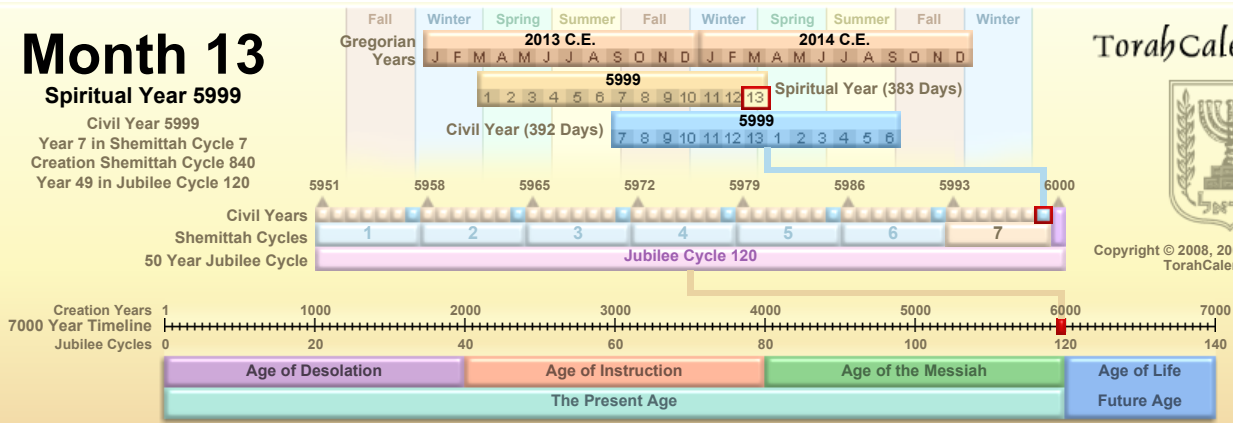 Fall Winter Spring Summer Fall Winter Spring Summer Fall Winter
Month 13
Spiritual Year 5999
Civil Year 5999
Year 7 in Shemittah Cycle 7
Creation Shemittah Cycle 840
Year 49 in Jubilee Cycle 120
Gregorian
Years
2013 C.E. 2014 C.E.
J F M A M J J A S O N D J F M A M J J A S O N D
5999
1 2 3 4 5 6 7 8 9 10 11 12 13
Spiritual Year (383 Days)
Civil Year (392 Days)
5999
7 8 9 10 11 12 13 1 2 3 4 5 6
TorahCale
Copyright © 2008, 20
TorahCale
5951 5958 5965 5972 5979 5986 5993 6000
Civil Years
Shemittah Cycles 1 2 3 4 5 6 7
50 Year Jubilee Cycle Jubilee Cycle 120
Creation Years 1 1000 2000 3000 4000 5000 6000 7000
7000 Year Timeline
Jubilee Cycles 0 20 40 60 80 100 120 140
Age of Desolation Age of Instruction Age of the Messiah Age of Life
The Present Age Future Age